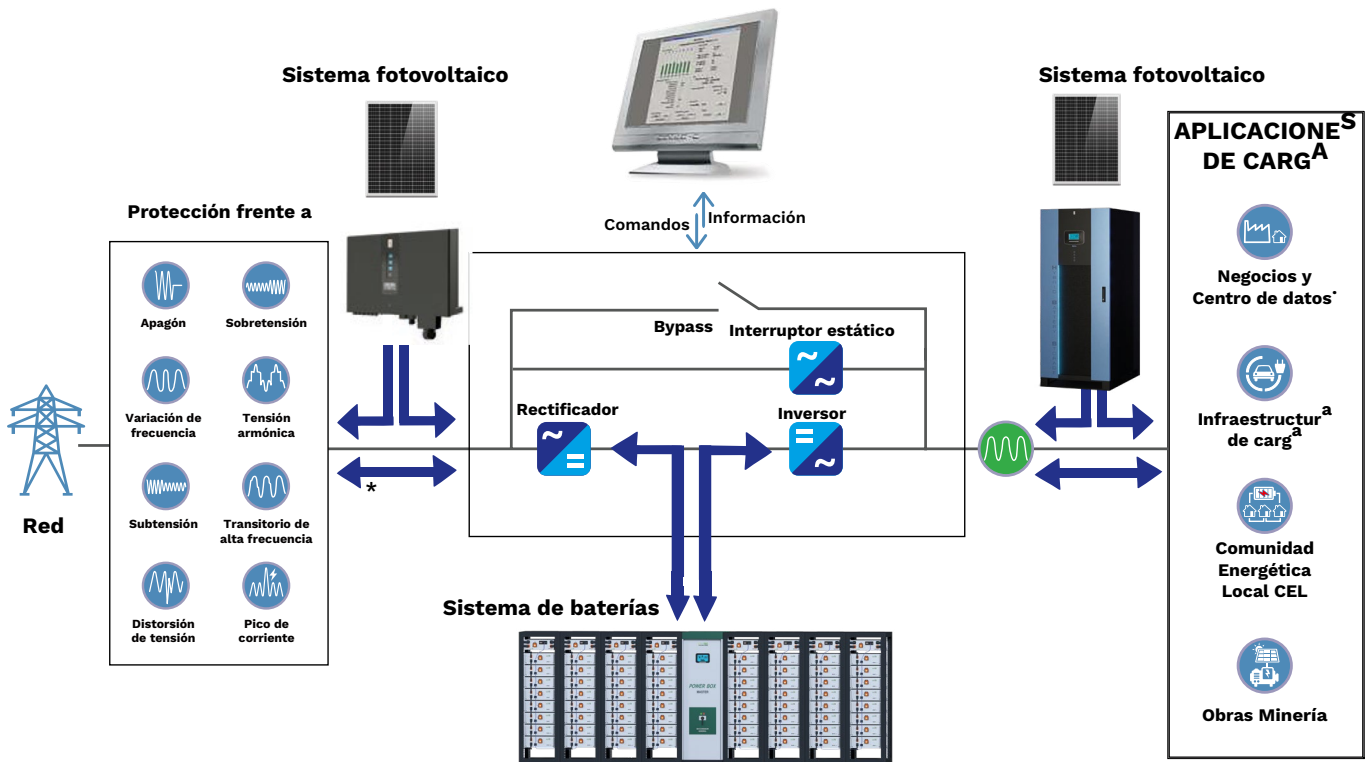 Sistema fotovoltaico
Sistema fotovoltaico
APLICACIONES
DE CARGA
Protección frente a
Comandos
Información
Apagón
Sobretensión
Variación de
frecuencia
Tensión
armónica
Subtensión
Transitorio de
alta frecuencia
Distorsión
de tensión
Pico de
corriente
Red
Bypass
Interruptor estático
Rectificador
Inversor
*
Sistema de baterías
POWER BOX
Negocios y
Centro de datos.
Infraestructura
de carga
Comunidad
Energética
Local CEL
Obras Minería